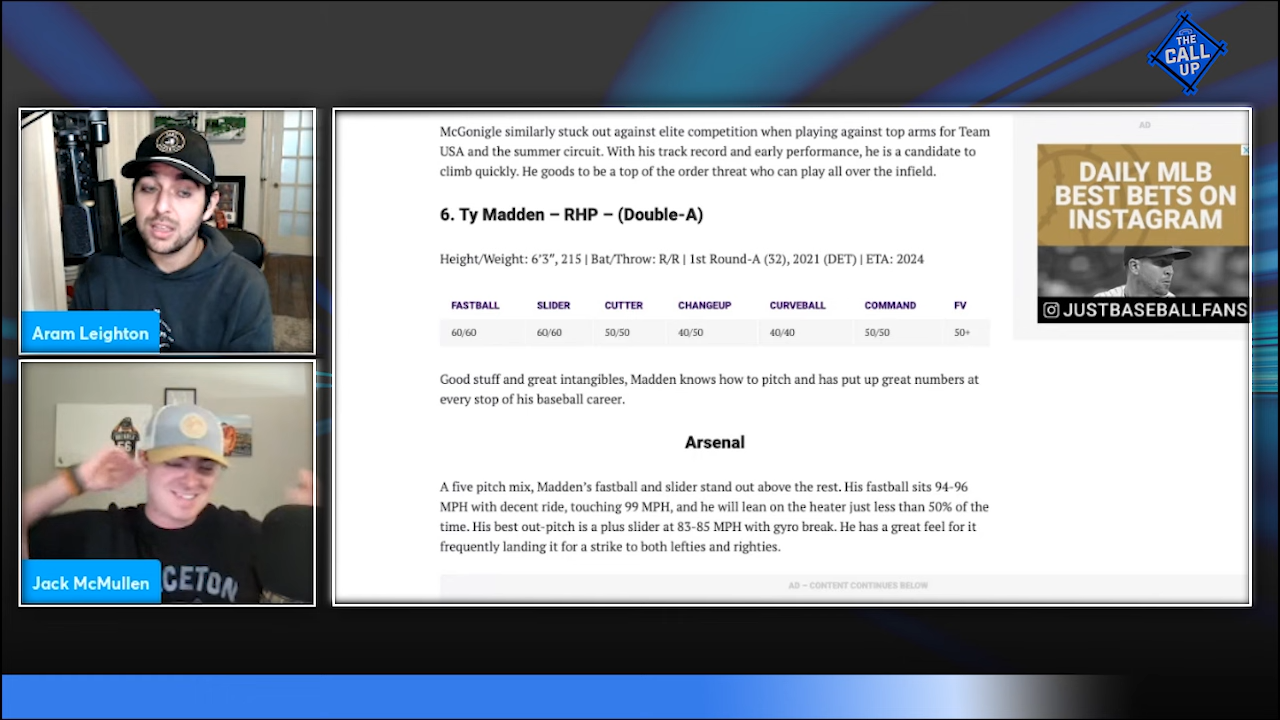 THE
CALL
UP
McGonigle similarly stuck out against elite competition when playing against top arms for Team
USA and the summer circuit. With his track record and early performance, he is a candidate to
climb quickly. He goods to be a top of the order threat who can play all over the infield.
6. Ty Madden – RHP – (Double-A)
Height/Weight: 6’3″, 215 | Bat/Throw: R/R | 1st Round-A (32), 2021 (DET) | ETA: 2024
FASTBALL SLIDER CUTTER CHANGEUP CURVEBALL COMMAND FV
60/60 60/60 50/50 40/50 40/40 50/50 50+
Good stuff and great intangibles, Madden knows how to pitch and has put up great numbers at
every stop of his baseball career.
Arsenal
A five pitch mix, Madden’s fastball and slider stand out above the rest. His fastball sits 94-96
MPH with decent ride, touching 99 MPH, and he will lean on the heater just less than 50% of the
time. His best out-pitch is a plus slider at 83-85 MPH with gyro break. He has a great feel for it
frequently landing it for a strike to both lefties and righties.
AD – CONTENT CONTINUES BELOW
AD
DAILY MLB
BEST BETS ON
INSTAGRAM
JUSTBASEBALLFANS
Aram Leighton
56
CETON
Jack McMullen